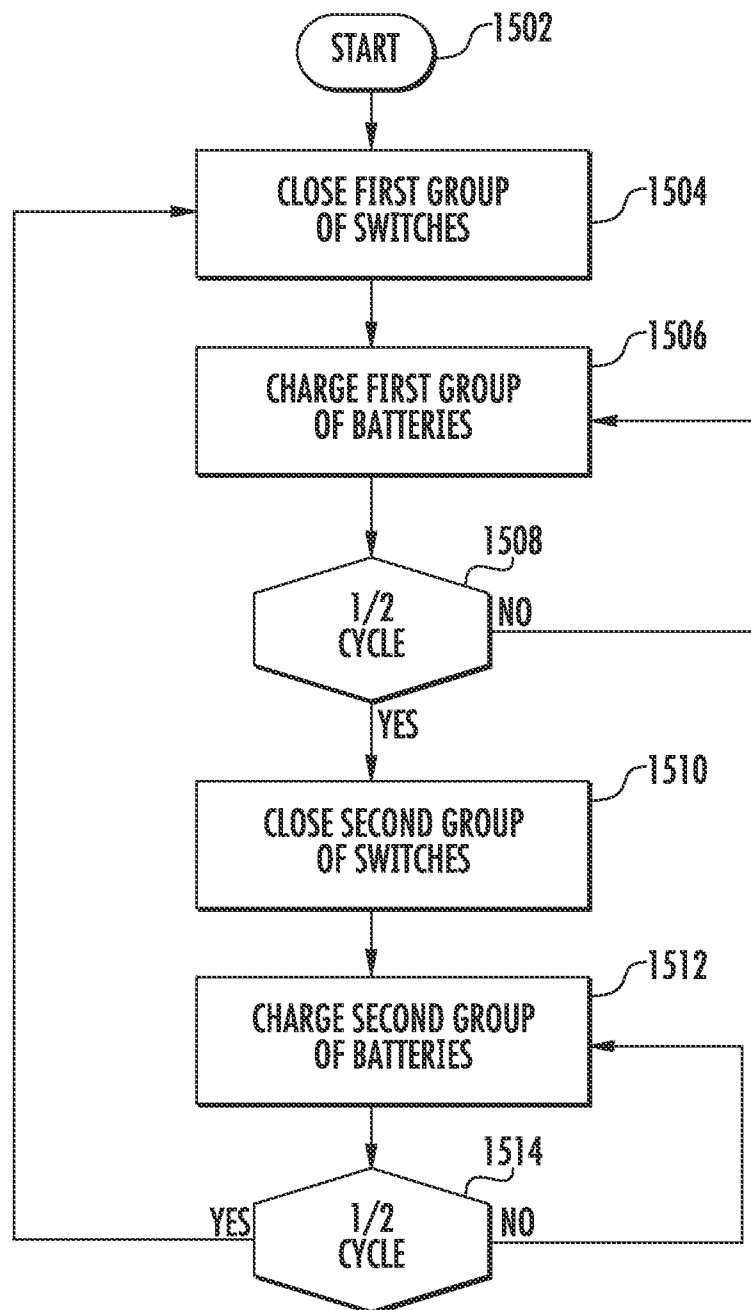 START
1502
CLOSE FIRST GROUP
OF SWITCHES
1504
1506
CHARGE FIRST GROUP
OF BATTERIES
1508
1/2
CYCLE
NO
YES
1510
CLOSE SECOND GROUP
OF SWITCHES
1512
CHARGE SECOND GROUP
OF BATTERIES
1514
YES
1/2
CYCLE
NO